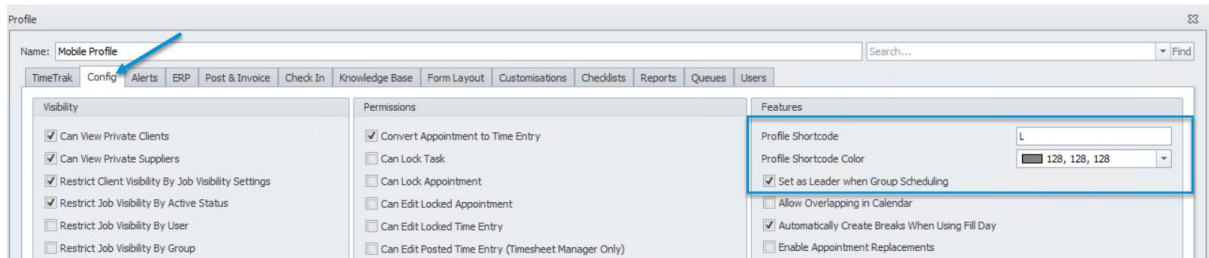 Profile
Name: Mobile Profile Search... Find
TimeTrak Config Alerts ERP Post & Invoice Check In Knowledge Base Form Layout Customisations Checklists Reports Queues Users
Visibility Permissions Features
Can View Private Clients Convert Appointment to Time Entry Profile Shortcode L
Can View Private Suppliers Can Lock Task Profile Shortcode Color 128, 128, 128
Restrict Client Visibility By Job Visibility Settings Can Lock Appointment Set as Leader when Group Scheduling
Restrict Job Visibility By Active Status Can Edit Locked Appointment Allow Overlapping in Calendar
Restrict Job Visibility By User Can Edit Locked Time Entry Automatically Create Breaks When Using Fill Day
Restrict Job Visibility By Group Can Edit Posted Time Entry (Timesheet Manager Only) Enable Appointment Replacements